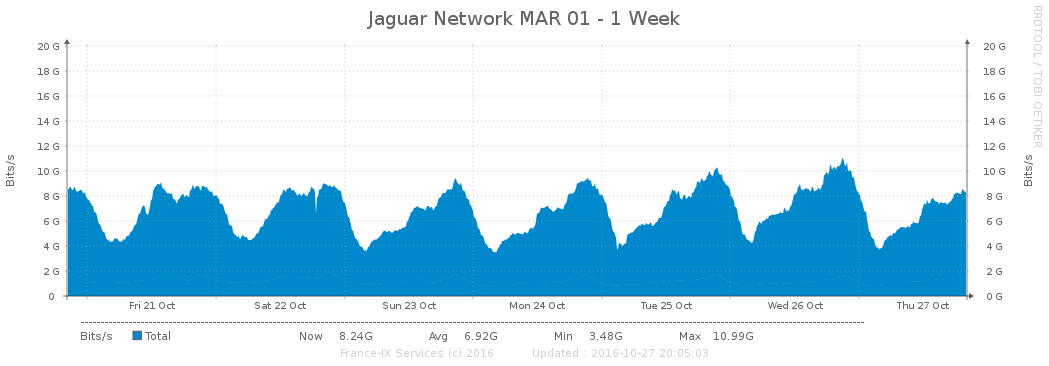 Jaguar Network MAR 01 - 1 Week
RRDTOOL / TOBI OETIKER
Bits/s
20 G 20 G
18 G 18 G
16 G 16 G
14 G 14 G
12 G 12 G
10 G 10 G
8 G 8 G
6 G 6 G
4 G 4 G
2 G 2 G
0 0 G
Bits/s
Fri 21 Oct Sat 22 Oct Sun 23 Oct Mon 24 Oct Tue 25 Oct Wed 26 Oct Thu 27 Oct
Bits/s Total Now 8.24G Avg 6.92G Min 3.48G Max 10.99G
France-IX Services (c) 2016 Updated : 2016-10-27 20:05:03